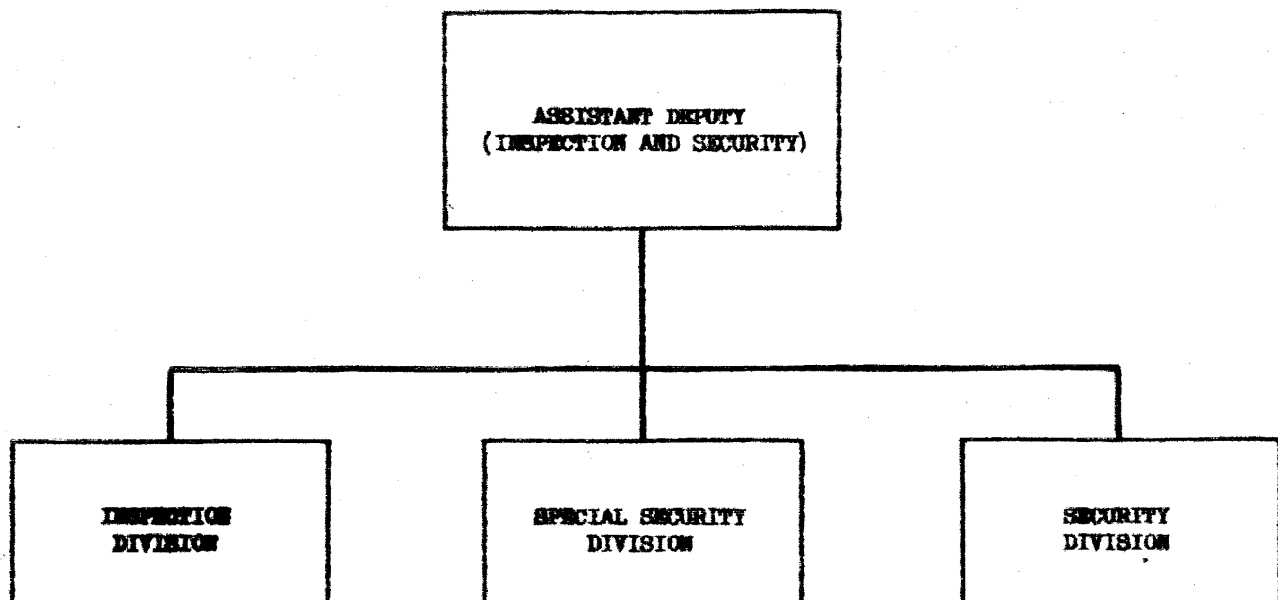 ASSISTANT DEPUTY
(INSPECTION AND SECURITY)
INSPECTION
DIVISION
SPECIAL SECURITY
DIVISION
SECURITY
DIVISION